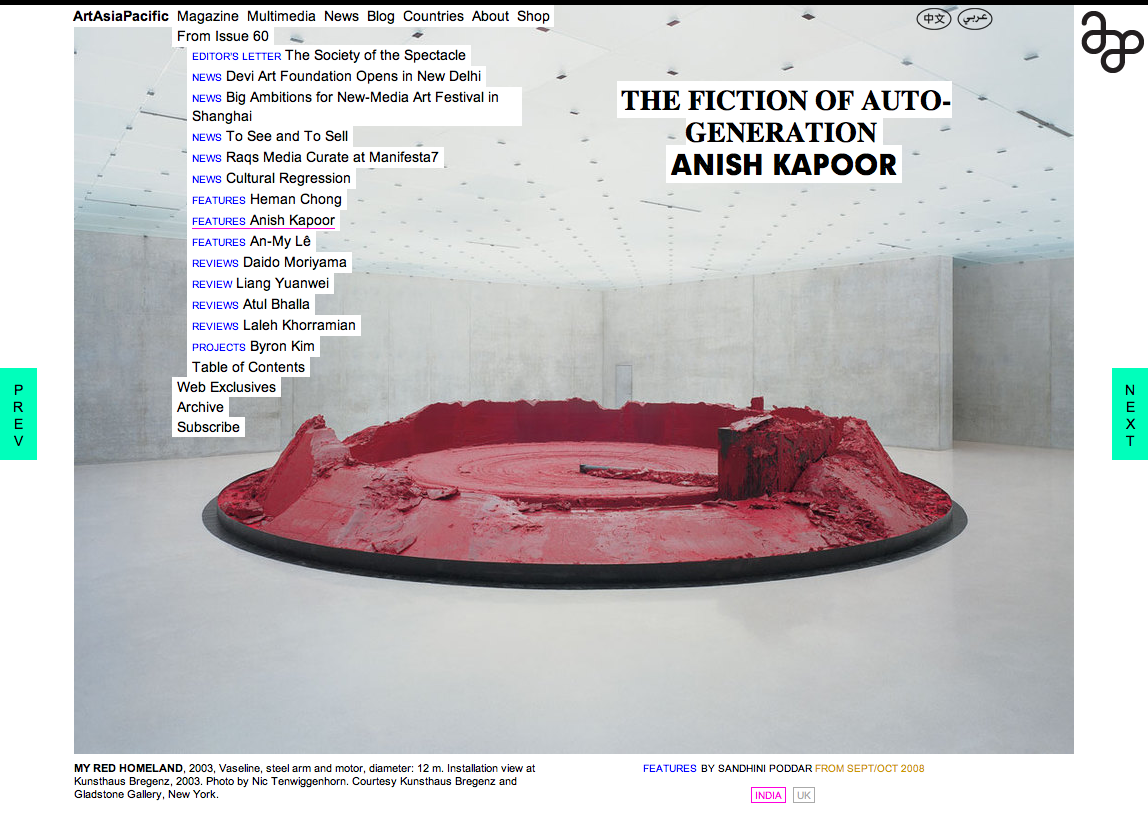 ArtAsiaPacific Magazine Multimedia News Blog Countries About Shop
中文 عربي
From Issue 60
EDITOR'S LETTER The Society of the Spectacle
NEWS Devi Art Foundation Opens in New Delhi
NEWS Big Ambitions for New-Media Art Festival in
Shanghai
NEWS To See and To Sell
NEWS Raqs Media Curate at Manifesta7
NEWS Cultural Regression
FEATURES Heman Chong
FEATURES Anish Kapoor
FEATURES An-My Lê
REVIEWS Daido Moriyama
REVIEW Liang Yuanwei
REVIEWS Atul Bhalla
REVIEWS Laleh Khorramian
PROJECTS Byron Kim
Table of Contents
Web Exclusives
Archive
Subscribe
THE FICTION OF AUTO-
GENERATION
ANISH KAPOOR
PREV
NEXT
MY RED HOMELAND, 2003, Vaseline, steel arm and motor, diameter: 12 m. Installation view at
Kunsthaus Bregenz, 2003. Photo by Nic Tenwiggenhorn. Courtesy Kunsthaus Bregenz and
Gladstone Gallery, New York.
FEATURES BY SANDHINI PODDAR FROM SEPT/OCT 2008
INDIA UK